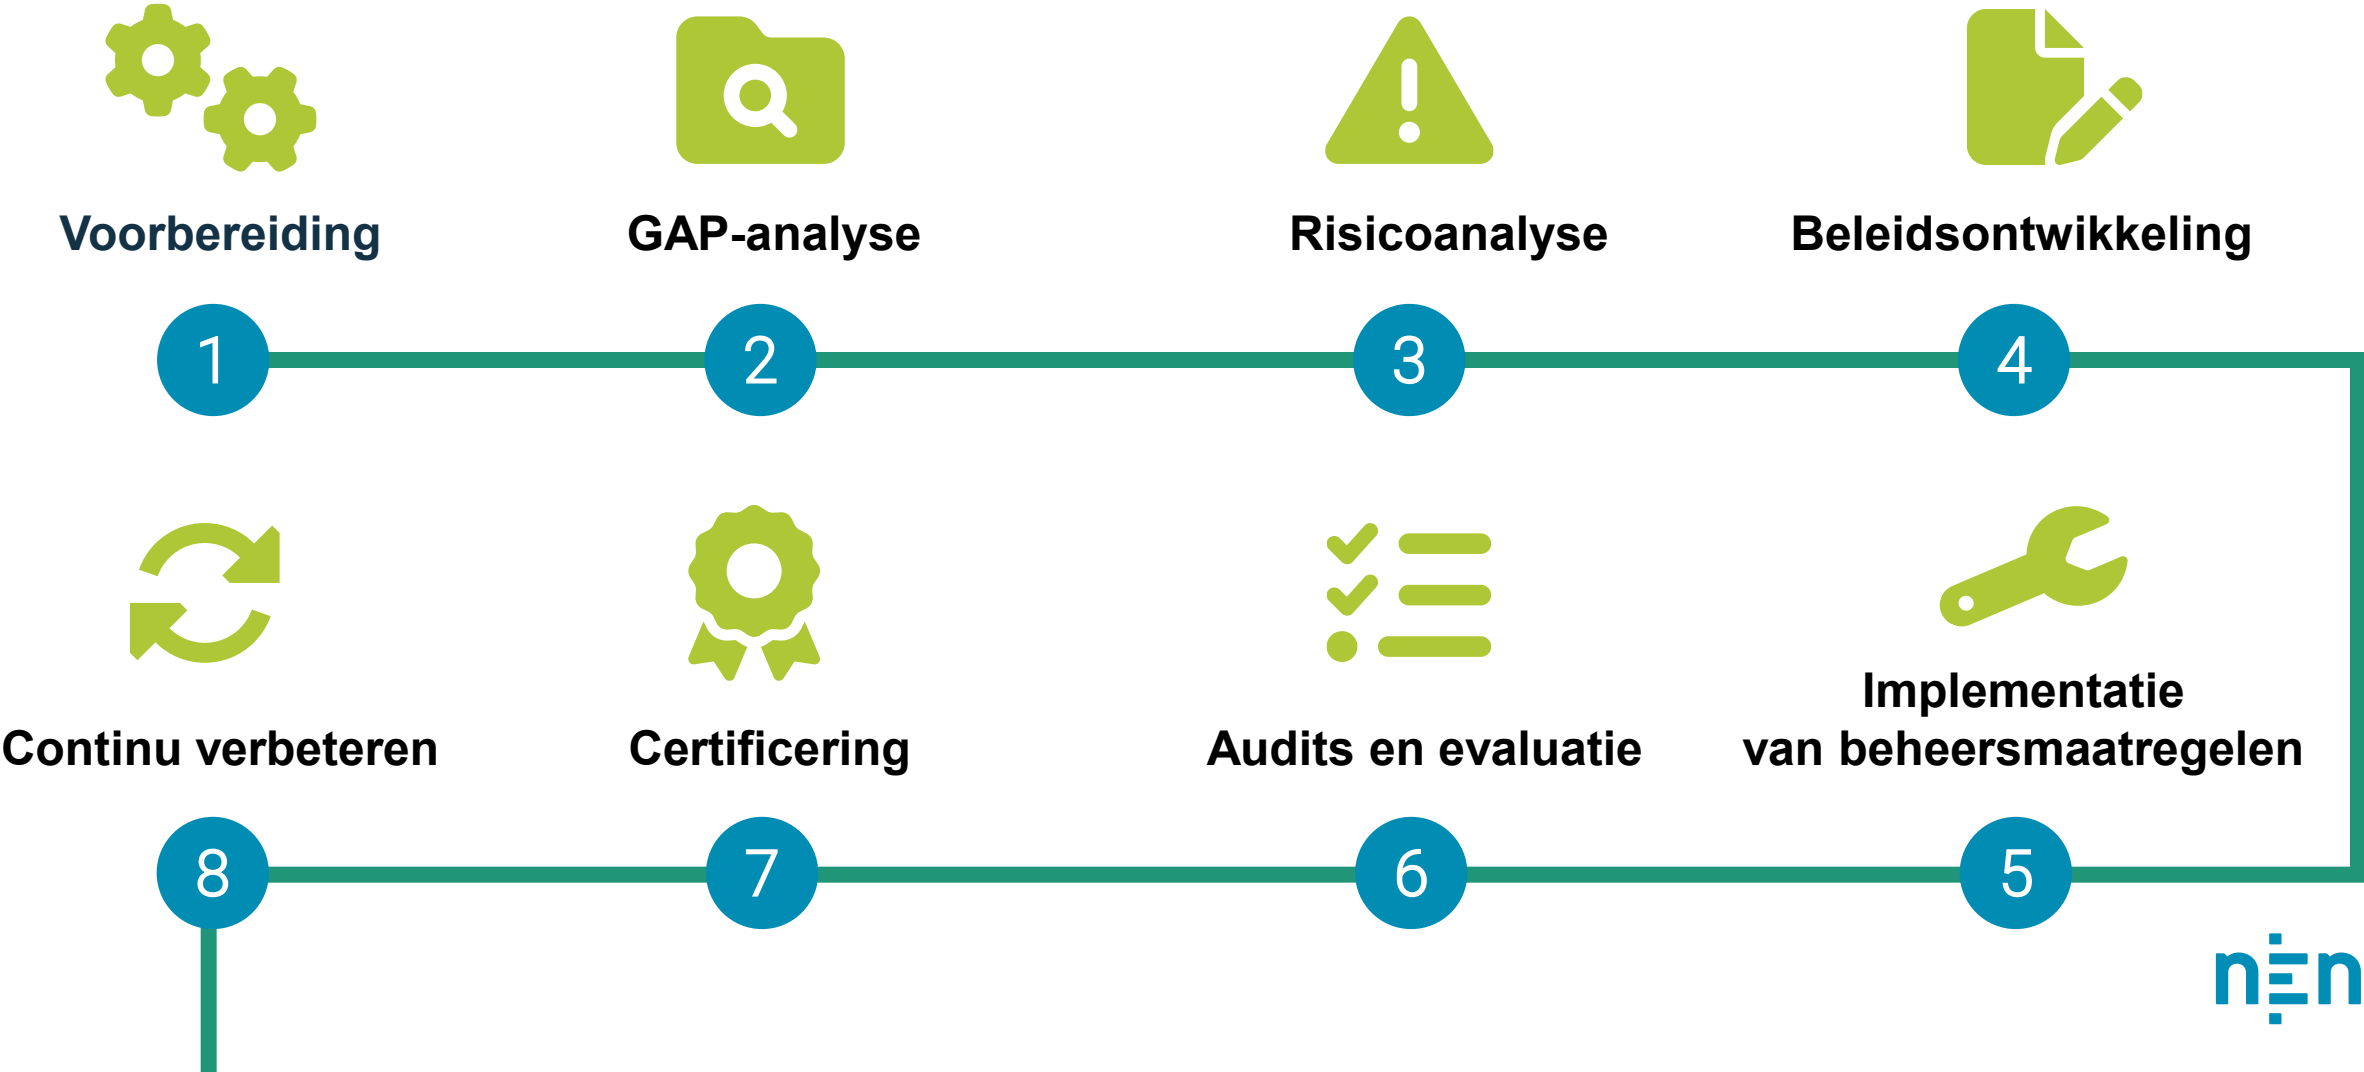 Voorbereiding
GAP-analyse
Risicoanalyse
Beleidsontwikkeling
1
2
3
4
Continu verbeteren
Certificering
Audits en evaluatie
Implementatie
van beheersmaatregelen
8
7
6
5
nen